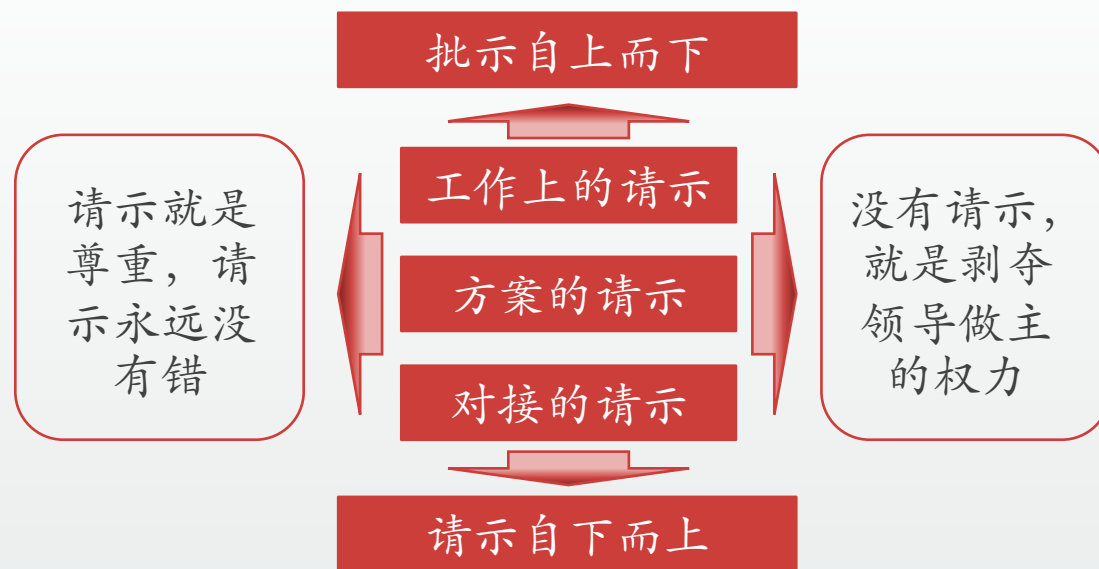 批示自上而下
请示就是
尊重，请
示永远没
有错
工作上的请示
方案的请示
对接的请示
没有请示，
就是剥夺
领导做主
的权力
请示自下而上